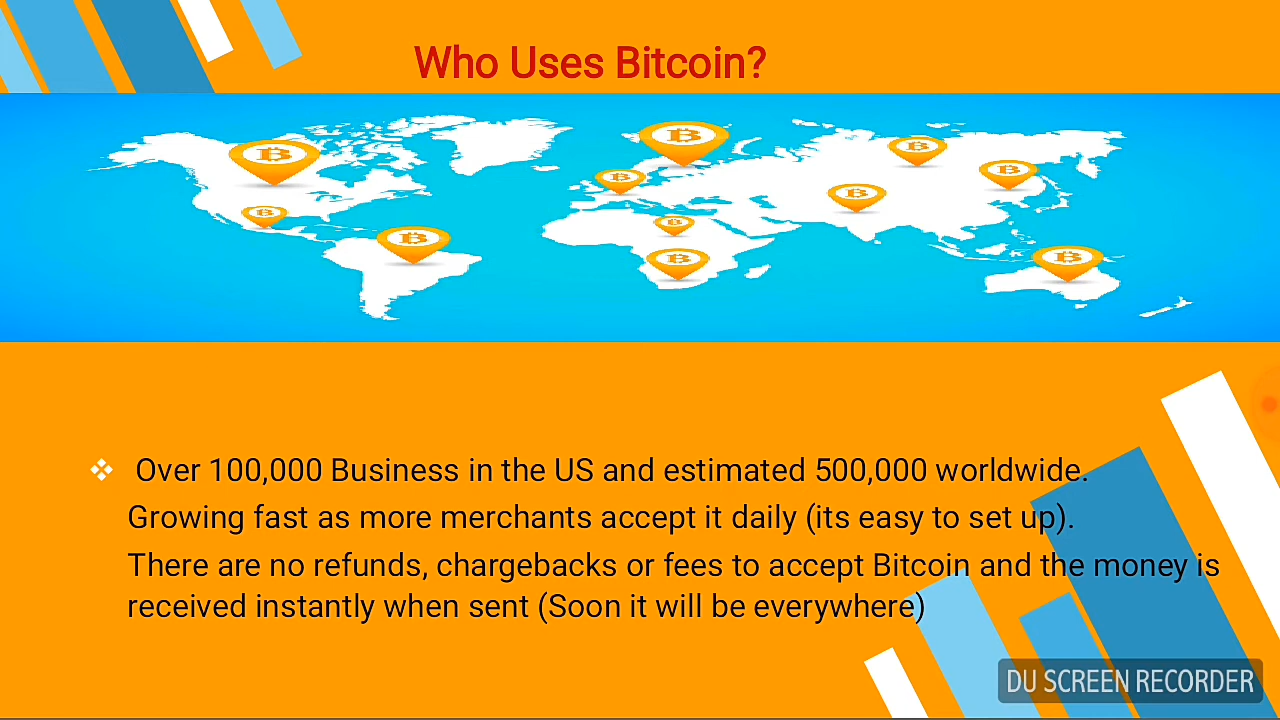 Who Uses Bitcoin?
Over 100,000 Business in the US and estimated 500,000 worldwide.
Growing fast as more merchants accept it daily (its easy to set up).
There are no refunds, chargebacks or fees to accept Bitcoin and the money is
received instantly when sent (Soon it will be everywhere)
DU SCREEN RECORDER